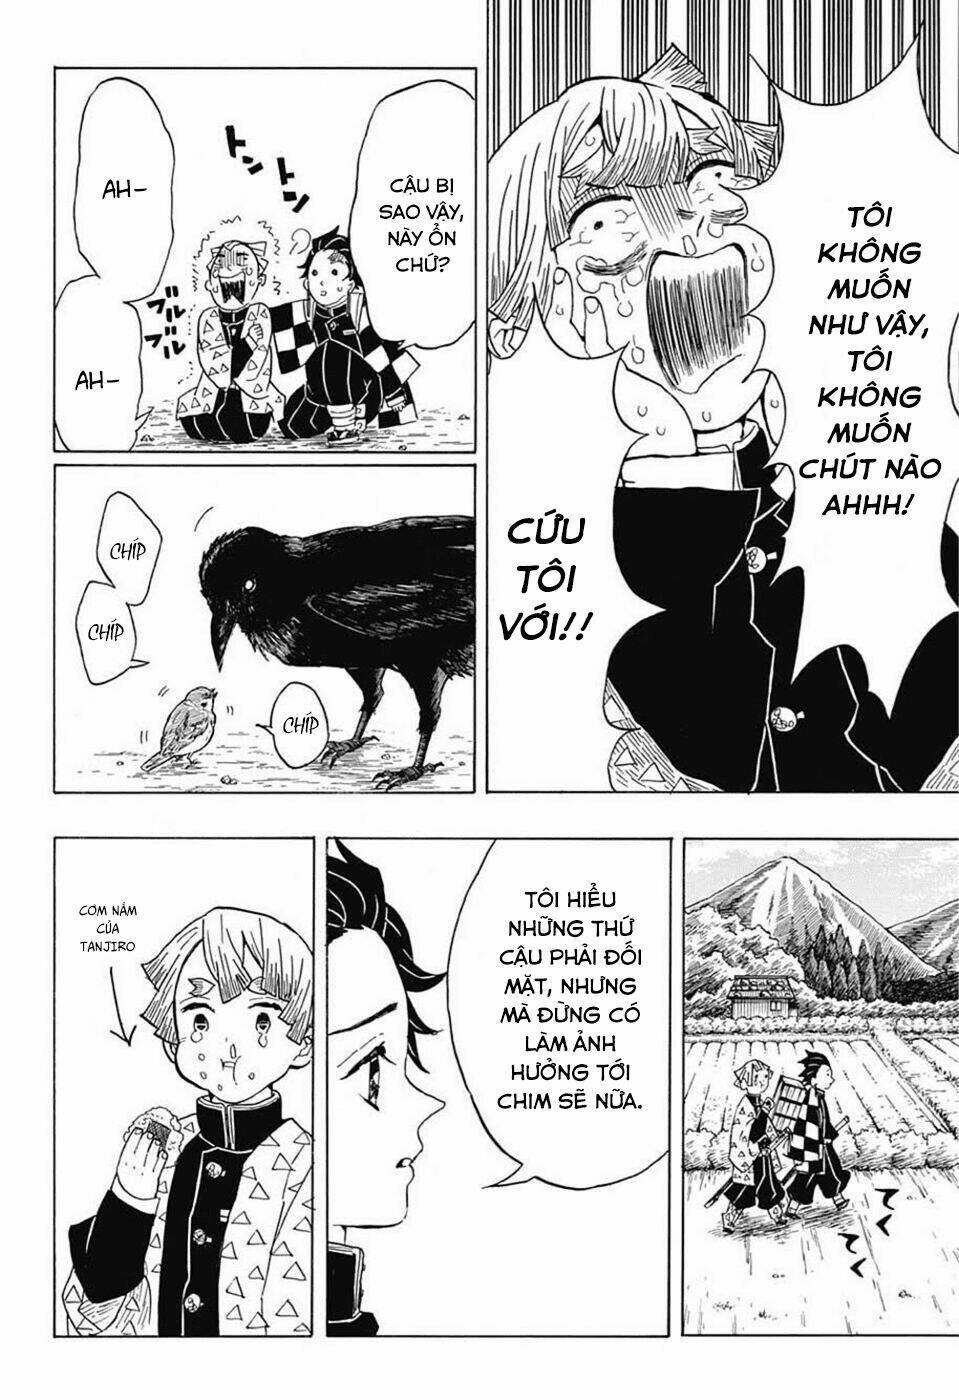 TÔI
KHÔNG
MUỐN
NHƯ VẬY,
TÔI
KHÔNG
MUỐN
CHÚT NÀO
AHHH!
CỨU
TÔI
VỚI!!
CẬU BỊ
SAO VẬY,
NÀY ỔN
CHỨ?
トントン
AH-
ブルブル
AH-
CHÍP
CHÍP
CHÍP
てくてく
TÔI HIỂU
NHỮNG THỨ
CẬU PHẢI ĐỐI
MẶT, NHƯNG
MÀ ĐỪNG CÓ
LÀM ẢNH
HƯỞNG TỚI
CHIM SẼ NỮA.
CƠM NẮM
CỦA
TANJIRO